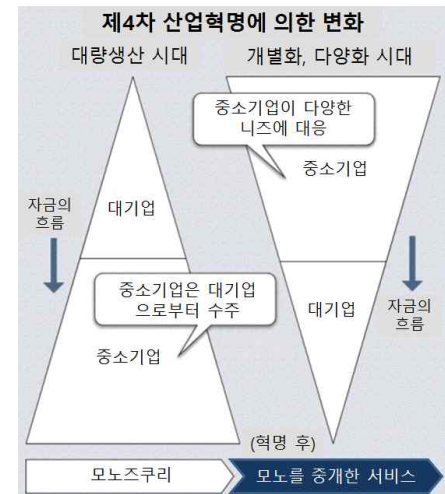 제4차 산업혁명에 의한 변화
대량생산 시대
개별화, 다양화 시대
중소기업이 다양한
니즈에 대응
중소기업
자금의
흐름
대기업
중소기업은 대기업
으로부터 수주
중소기업
대기업
자금의
흐름
(혁명 후)
모노즈쿠리
모노를 중개한 서비스